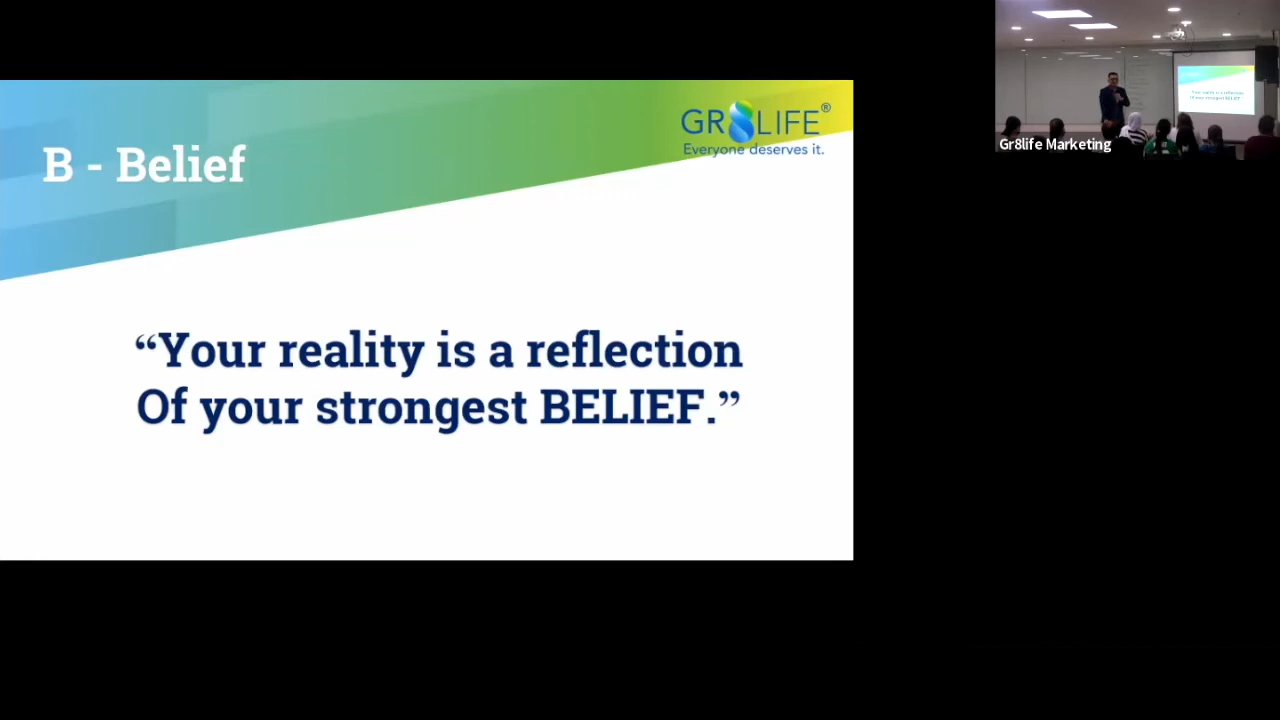 B - Belief
GR8LIFE®
Everyone deserves it.
“Your reality is a reflection
Of your strongest BELIEF.”
Gr8life Marketing